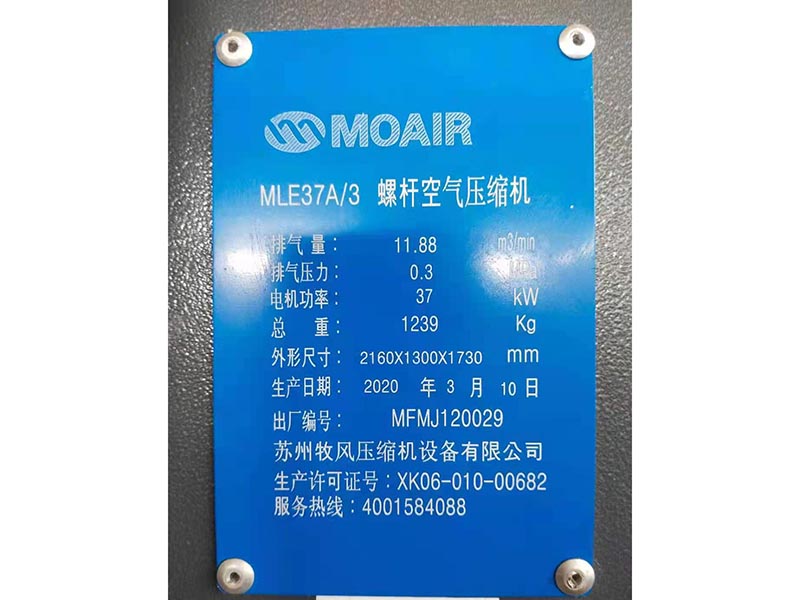 MOAIR
MLE37A/3 螺杆空气压缩机
排气量： 11.88 m3/min
排气压力： 0.3
电机功率： 37 kW
总重： 1239 Kg
外形尺寸： 2160X1300X1730 mm
生产日期： 2020 年 3 月 10 日
出厂编号： MFMJ120029
苏州牧风压缩机设备有限公司
生产许可证号：XK06-010-00682
服务热线：4001584088